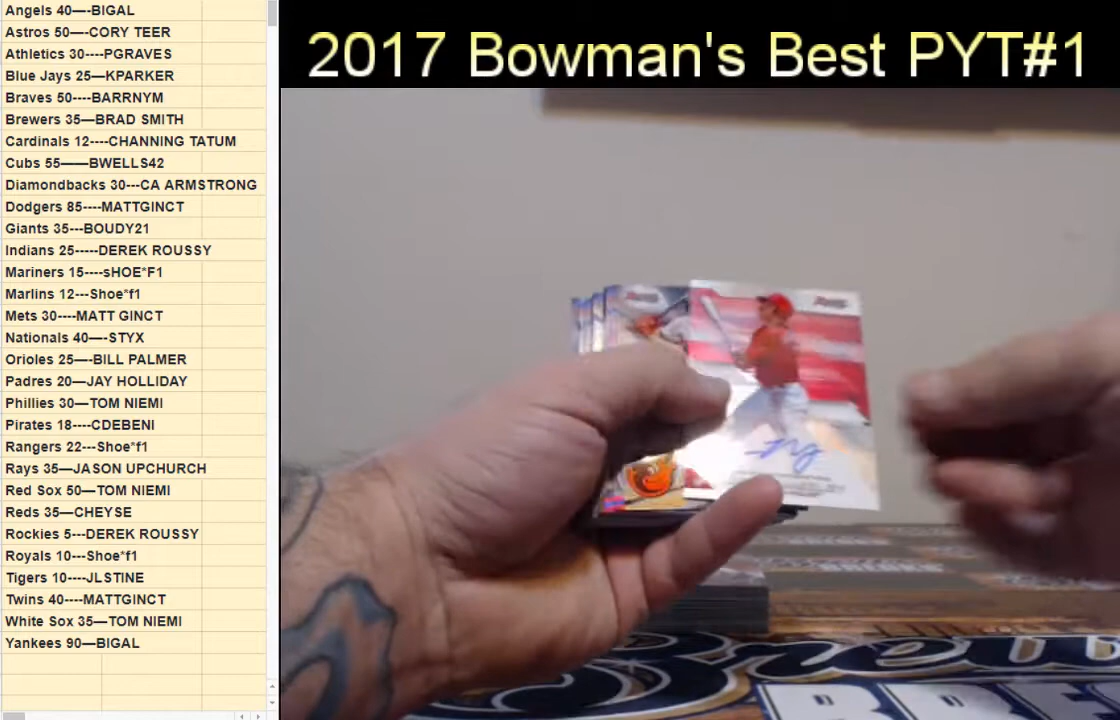 2017 Bowman's Best PYT#1
Angels 40—-BIGAL
Astros 50—-CORY TEER
Athletics 30----PGRAVES
Blue Jays 25—KPARKER
Braves 50----BARRNYM
Brewers 35—BRAD SMITH
Cardinals 12----CHANNING TATUM
Cubs 55——BWELLS42
Diamondbacks 30---CA ARMSTRONG
Dodgers 85----MATTGINCT
Giants 35---BOUDY21
Indians 25-----DEREK ROUSSY
Mariners 15----sHOE*F1
Marlins 12---Shoe*f1
Mets 30----MATT GINCT
Nationals 40—-STYX
Orioles 25—-BILL PALMER
Padres 20—JAY HOLLIDAY
Phillies 30—TOM NIEMI
Pirates 18----CDEBENI
Rangers 22---Shoe*f1
Rays 35—JASON UPCHURCH
Red Sox 50—TOM NIEMI
Reds 35—CHEYSE
Rockies 5---DEREK ROUSSY
Royals 10---Shoe*f1
Tigers 10----JLSTINE
Twins 40----MATTGINCT
White Sox 35—TOM NIEMI
Yankees 90—BIGAL